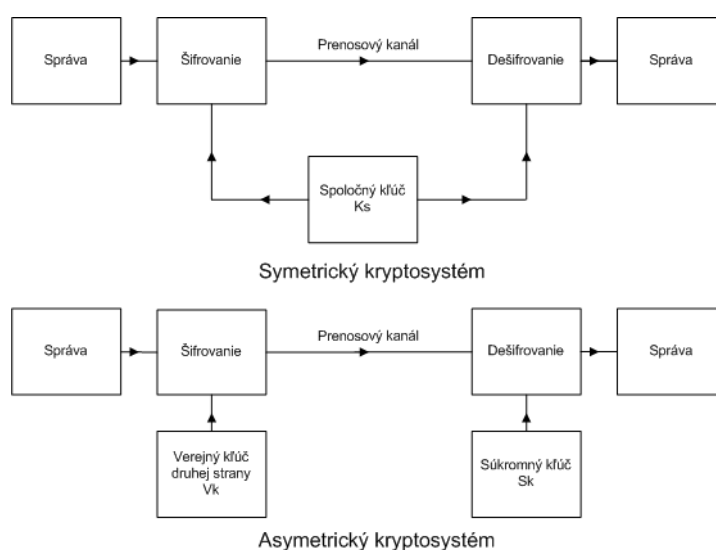 Správa
Šifrovanie
Prenosový kanál
Dešifrovanie
Správa
Spoločný kľúč
Ks
Symetrický kryptosystém
Správa
Šifrovanie
Prenosový kanál
Dešifrovanie
Správa
Verejný kľúč
druhej strany
Vk
Súkromný kľúč
Sk
Asymetrický kryptosystém